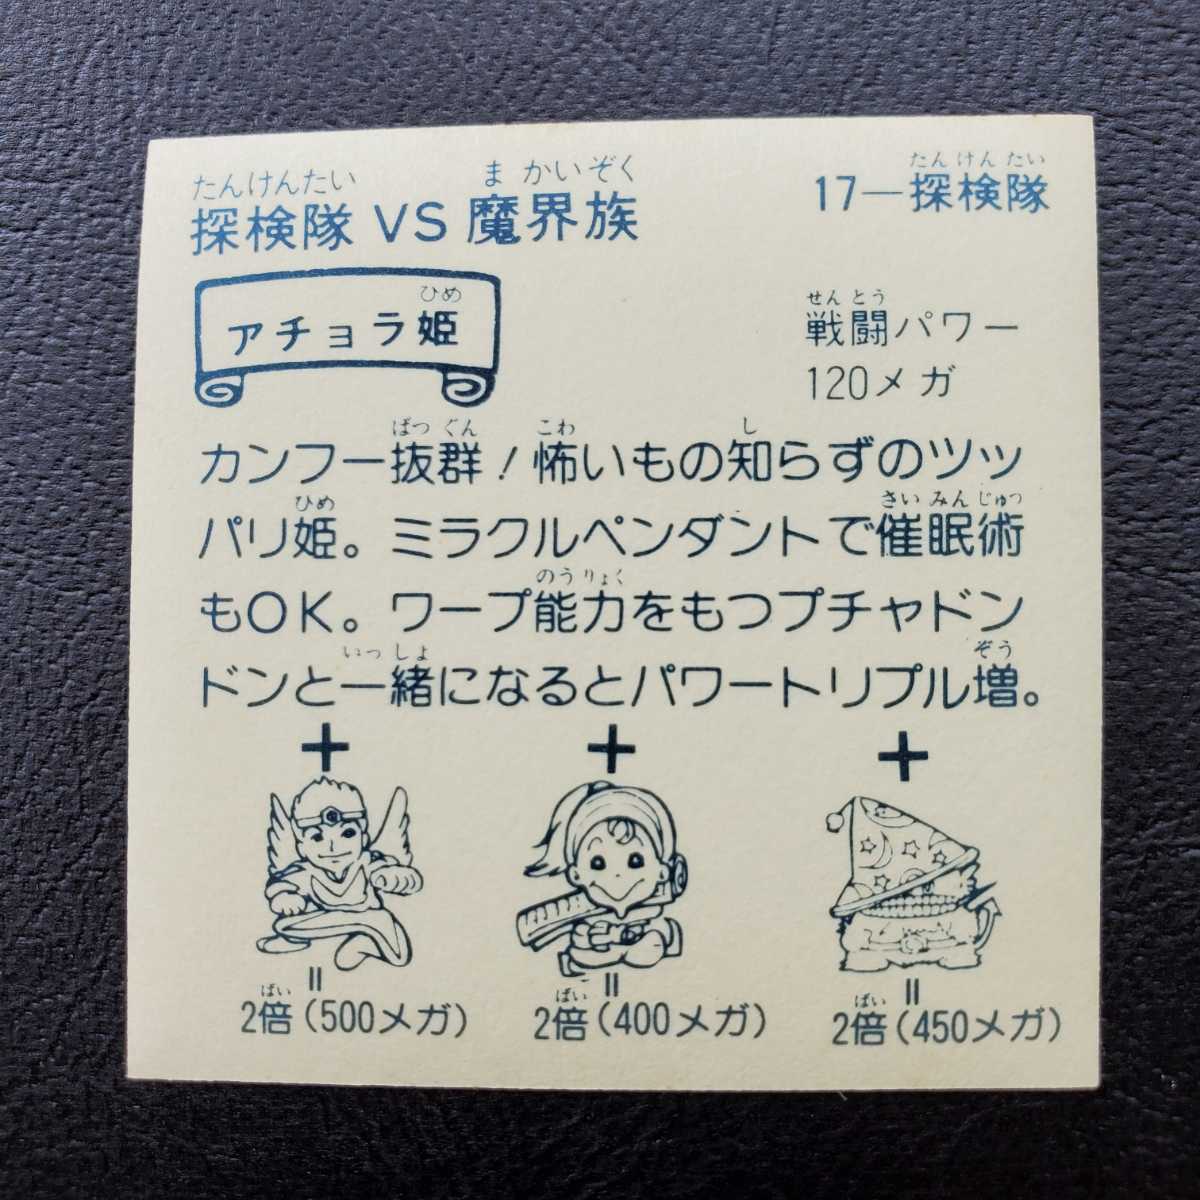 たんけんたい まかいぞく たんけんたい
探検隊 VS 魔界族 17―探検隊
ひめ
アチョラ姫
せんとう
戦闘パワー
120メガ
ばつぐん こわ し
カンフー抜群！怖いもの知らずのツッ
ひめ さいみんじゅつ
パリ姫。ミラクルペンダントで催眠術
のうりょく
もOK。ワープ能力をもつプチャドン
いっしょ ぞう
ドンと一緒になるとパワートリプル増。
+ + +
= = =
ばい ばい ばい
2倍(500メガ) 2倍(400メガ) 2倍(450メガ)